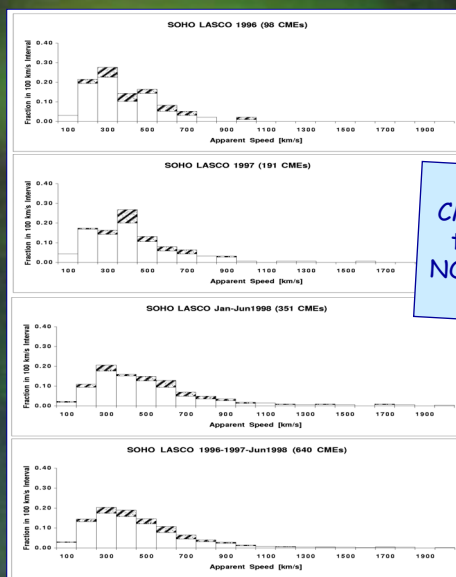 SOHO LASCO 1996 (98 CMEs)
Fraction in 100 km/s Interval
0.40
0.30
0.20
0.10
0.00
100 300 500 700 900 1100 1300 1500 1700 1900
Apparent Speed [km/s]
SOHO LASCO 1997 (191 CMEs)
Fraction in 100 km/s Interval
0.40
0.30
0.20
0.10
0.00
100 300 500 700 900 1100 1300 1500 1700
Apparent Speed [km/s]
SOHO LASCO Jan-Jun1998 (351 CMEs)
Fraction in 100 km/s Interval
0.40
0.30
0.20
0.10
0.00
100 300 500 700 900 1100 1300 1500 1700 1900
Apparent Speed [km/s]
SOHO LASCO 1996-1997-Jun1998 (640 CMEs)
Fraction in 100 km/s Interval
0.40
0.30
0.20
0.10
0.00
100 300 500 700 900 1100 1300 1500 1700 1900
Apparent Speed [km/s]